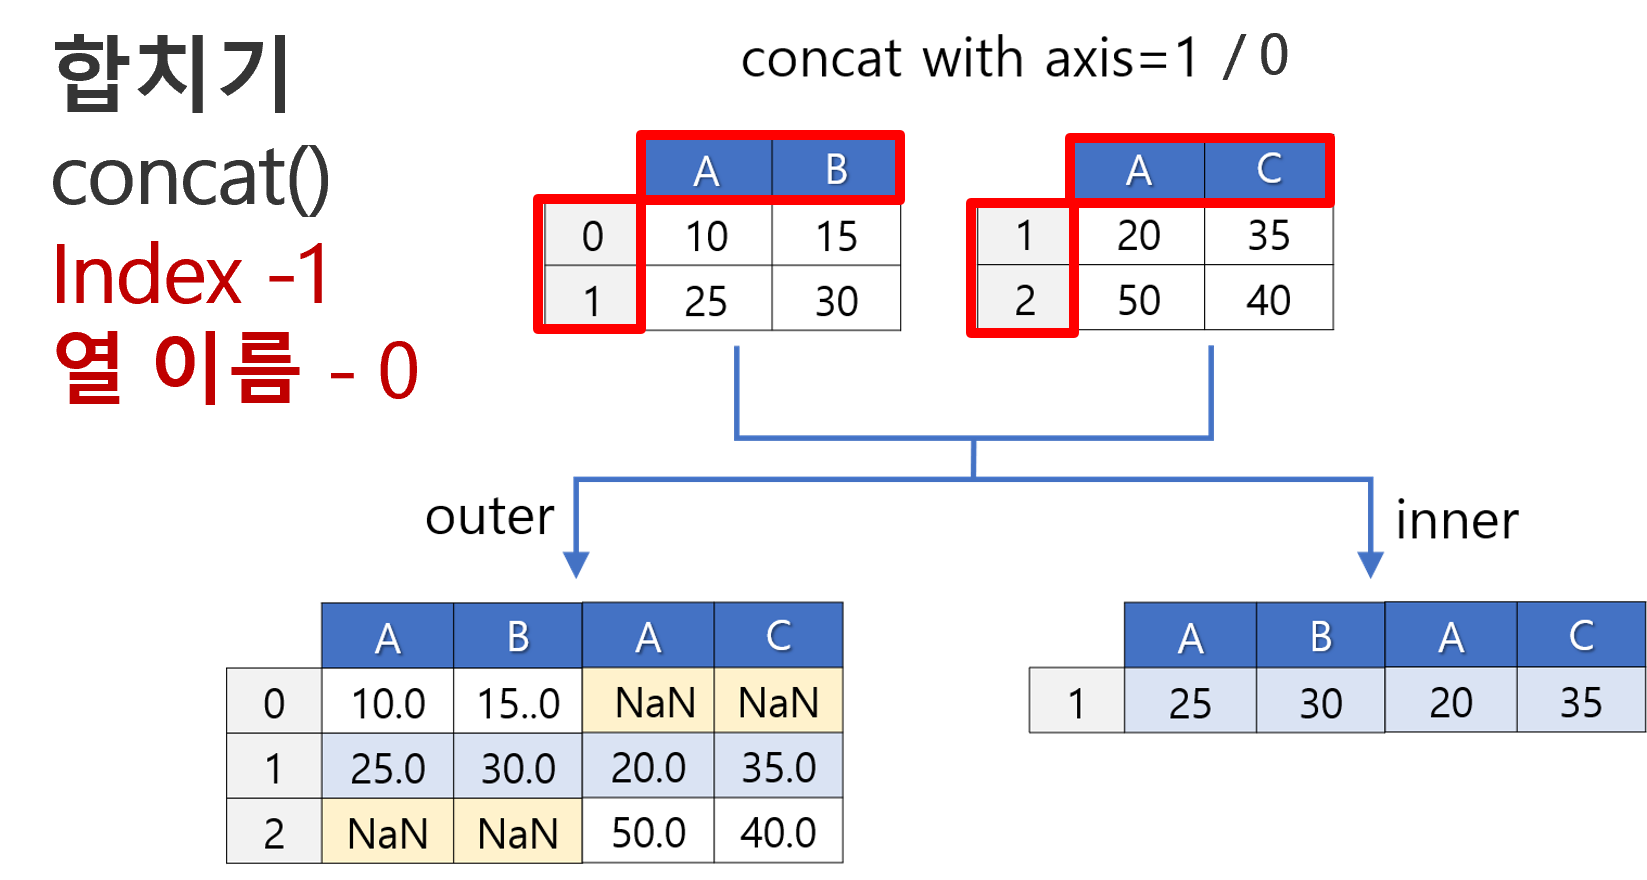 합치기
concat()
Index -1
열 이름 - 0
concat with axis=1 / 0
A B
0 10 15
1 25 30
A C
1 20 35
2 50 40
outer
inner
A B A C
0 10.0 15..0 NaN NaN
1 25.0 30.0 20.0 35.0
2 NaN NaN 50.0 40.0
A B A C
1 25 30 20 35